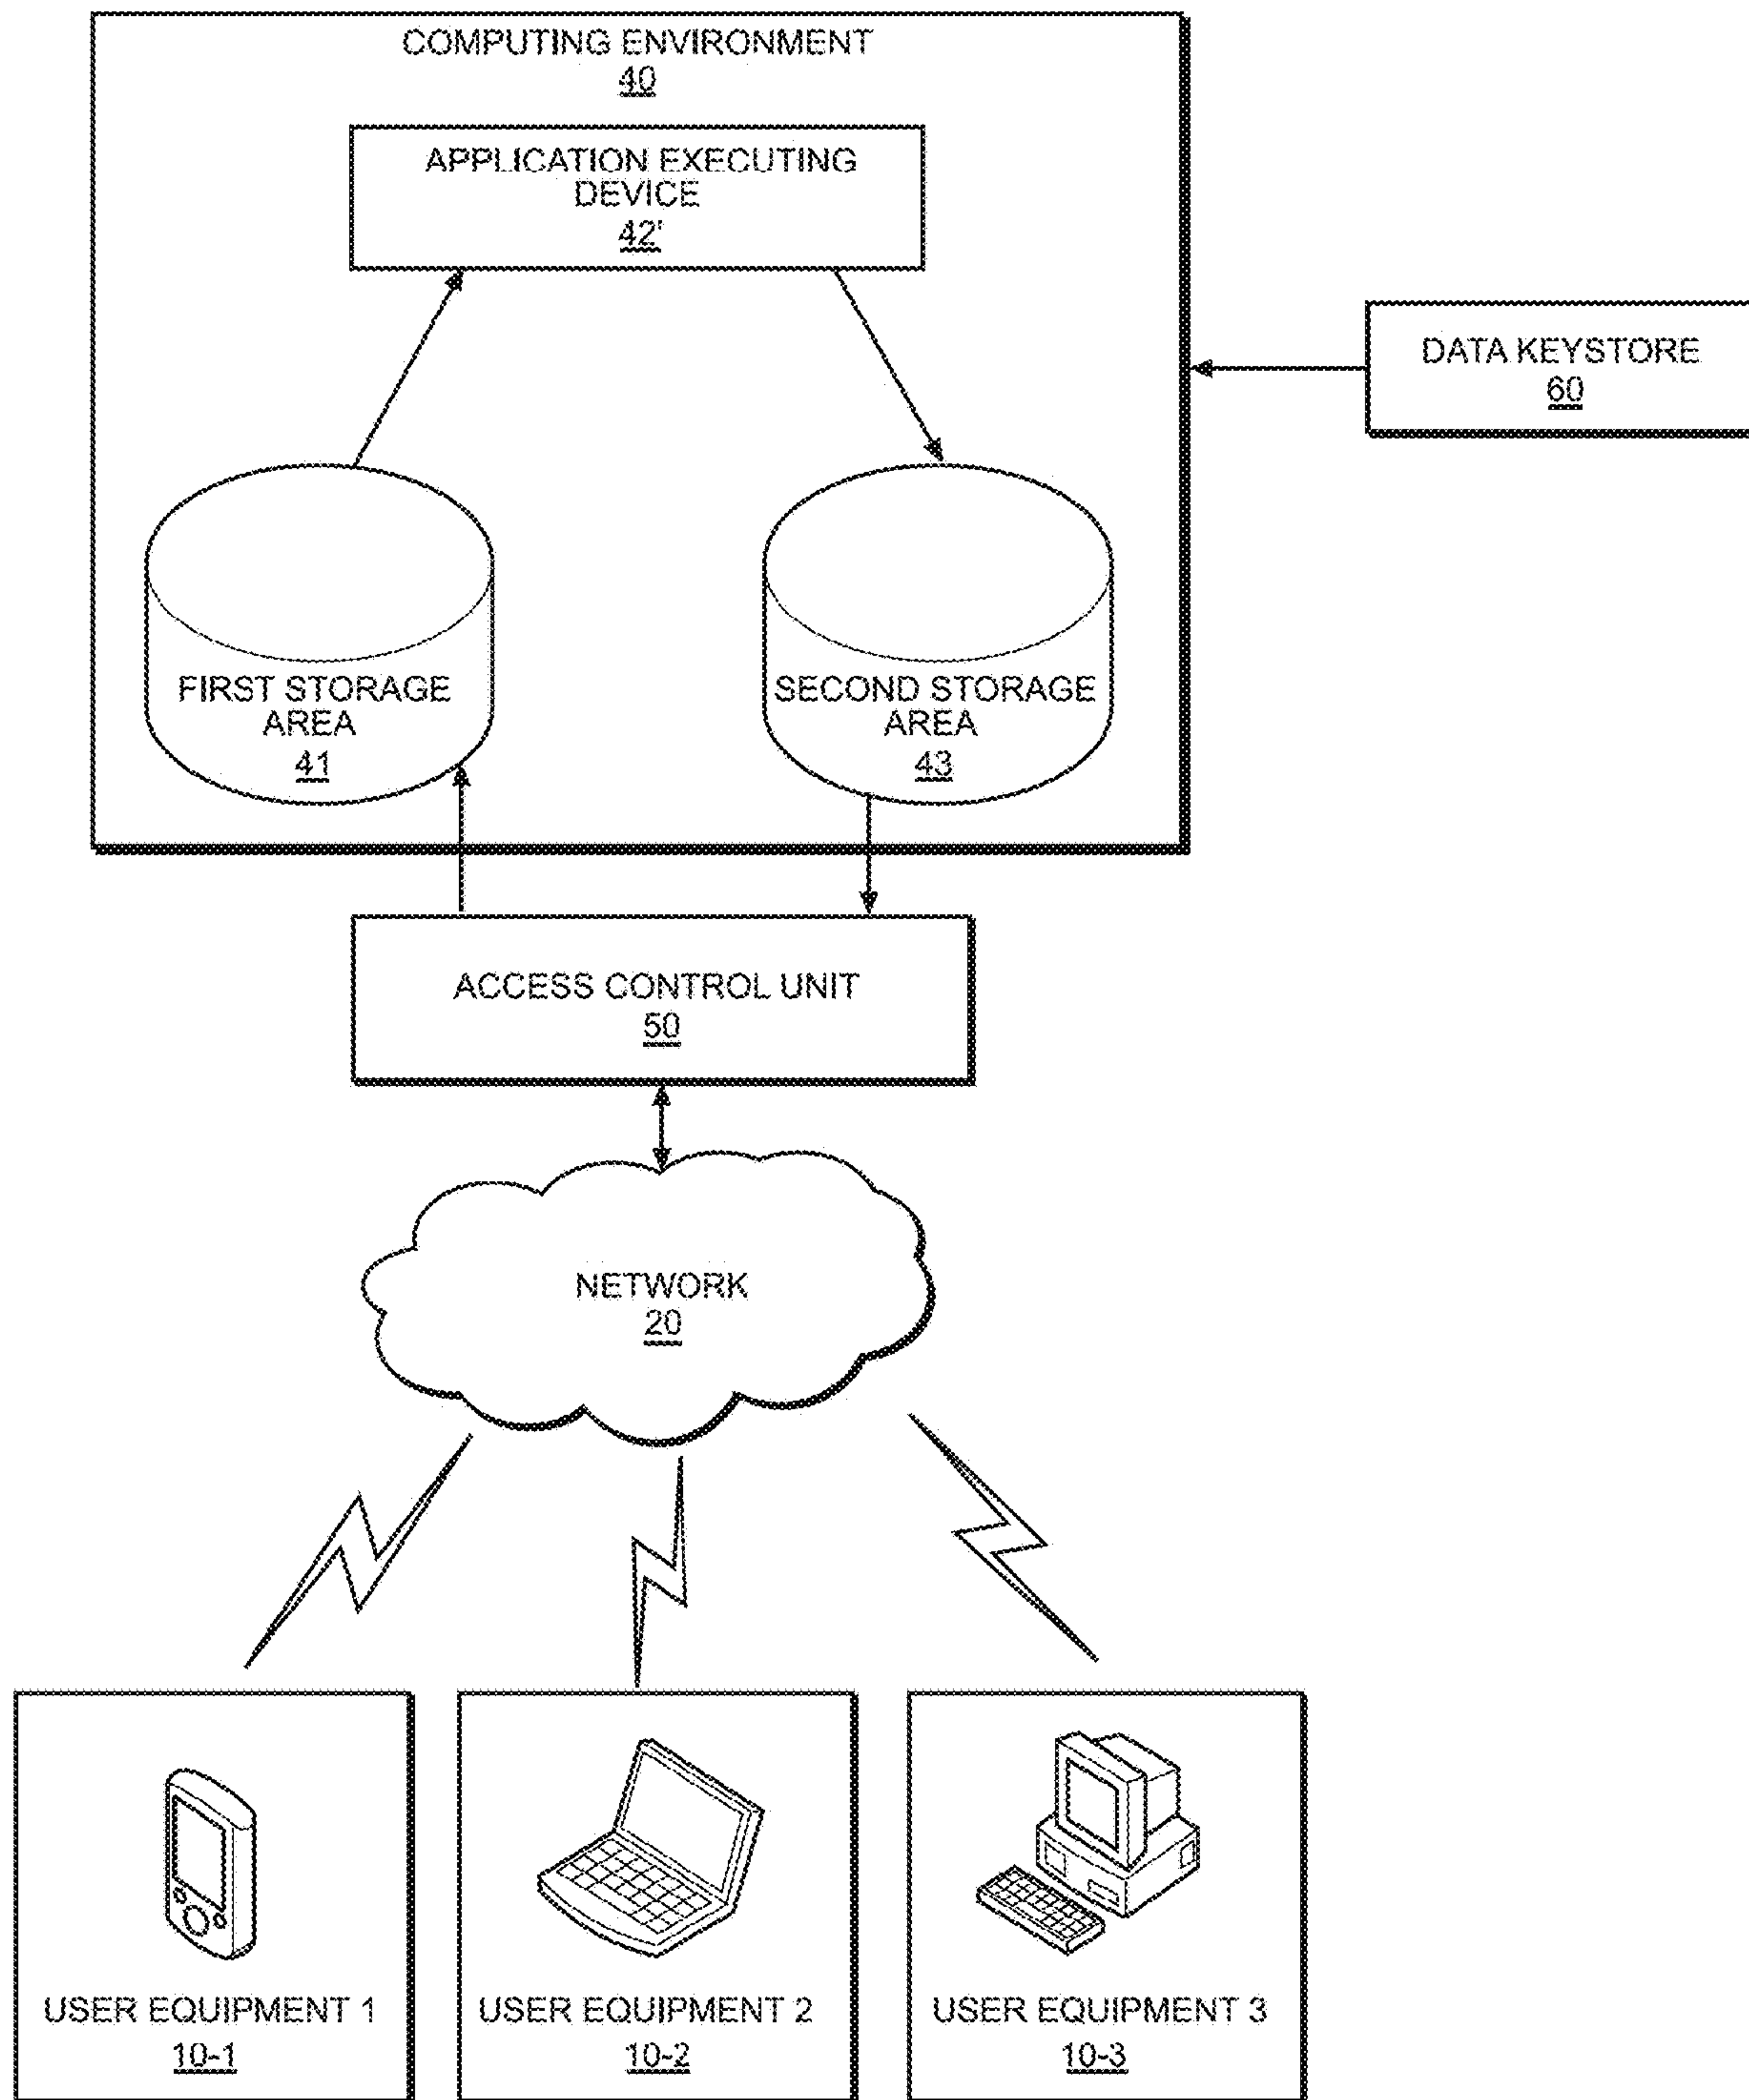 COMPUTING ENVIRONMENT
40
APPLICATION EXECUTING
DEVICE
42'
DATA KEYSTORE
60
FIRST STORAGE
AREA
41
SECOND STORAGE
AREA
43
ACCESS CONTROL UNIT
50
NETWORK
20
USER EQUIPMENT 1
10-1
USER EQUIPMENT 2
10-2
USER EQUIPMENT 3
10-3